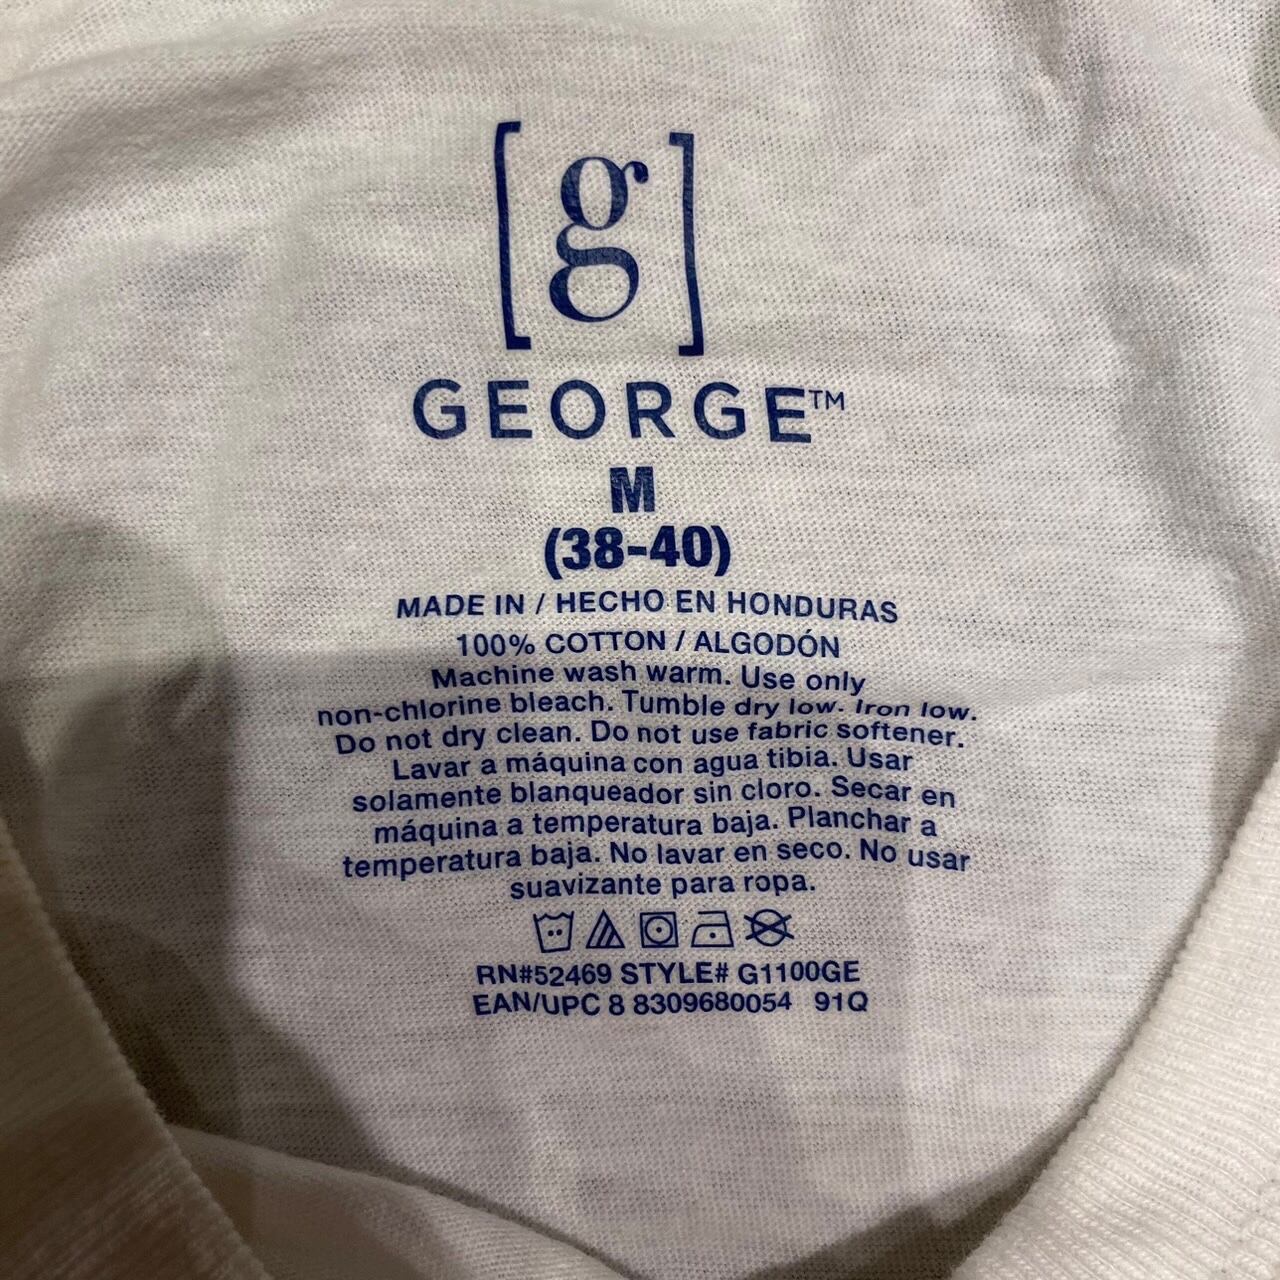 [g]
GEORGE™
M
(38-40)
MADE IN / HECHO EN HONDURAS
100% COTTON / ALGODÓN
Machine wash warm. Use only
non-chlorine bleach. Tumble dry low. Iron low.
Do not dry clean. Do not use fabric softener.
Lavar a máquina con agua tibia. Usar
solamente blanqueador sin cloro. Secar en
máquina a temperatura baja. Planchar a
temperatura baja. No lavar en seco. No usar
suavizante para ropa.
RN#52469 STYLE# G1100GE
EAN/UPC 8 8309680054 91Q